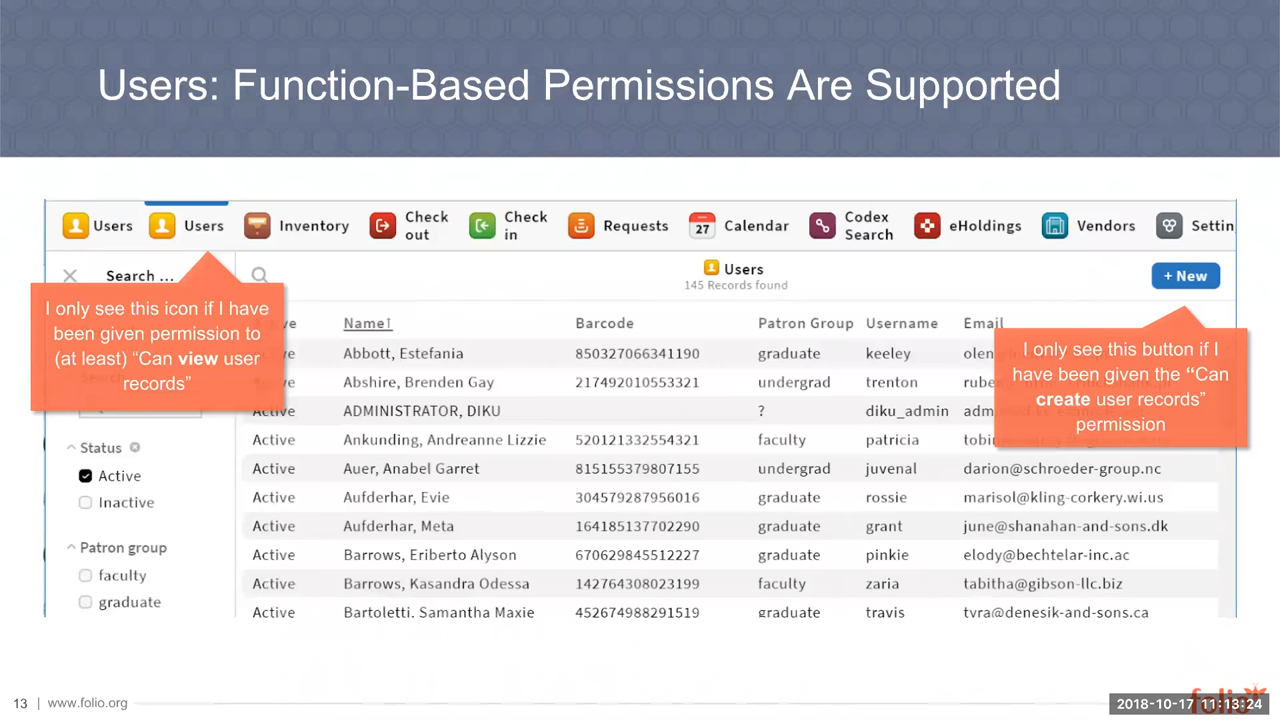 Users: Function-Based Permissions Are Supported
Users
Users
Inventory
Check
out
Check
in
Requests
Calendar
27
Codex
Search
eHoldings
Vendors
Settin
Search ...
Users
145 Records found
+ New
I only see this icon if I have
been given permission to
(at least) “Can view user
records”
I only see this button if I
have been given the “Can
create user records”
permission
Name↑ Barcode Patron Group Username Email
Abbott, Estefania 850327066341190 graduate keeley
Abshire, Brenden Gay 217492010553321 undergrad trenton
Active ADMINISTRATOR, DIKU ? diku_admin
Active Ankunding, Andreanne Lizzie 520121332554321 faculty patricia
Active Auer, Anabel Garret 815155379807155 undergrad juvenal darion@schroeder-group.nc
Active Aufderhar, Evie 304579287956016 graduate rossie marisol@kling-corkery.wi.us
Active Aufderhar, Meta 164185137702290 graduate grant june@shanahan-and-sons.dk
Active Barrows, Eriberto Alyson 670629845512227 graduate pinkie elody@bechtelar-inc.ac
Active Barrows, Kasandra Odessa 142764308023199 faculty zaria tabitha@gibson-llc.biz
Active Bartoletti, Samantha Maxie 452674988291519 graduate travis tyra@denesik-and-sons.ca
Status
Active
Inactive
Patron group
faculty
graduate
13 | www.folio.org
folio
2018-10-17 11:13:24